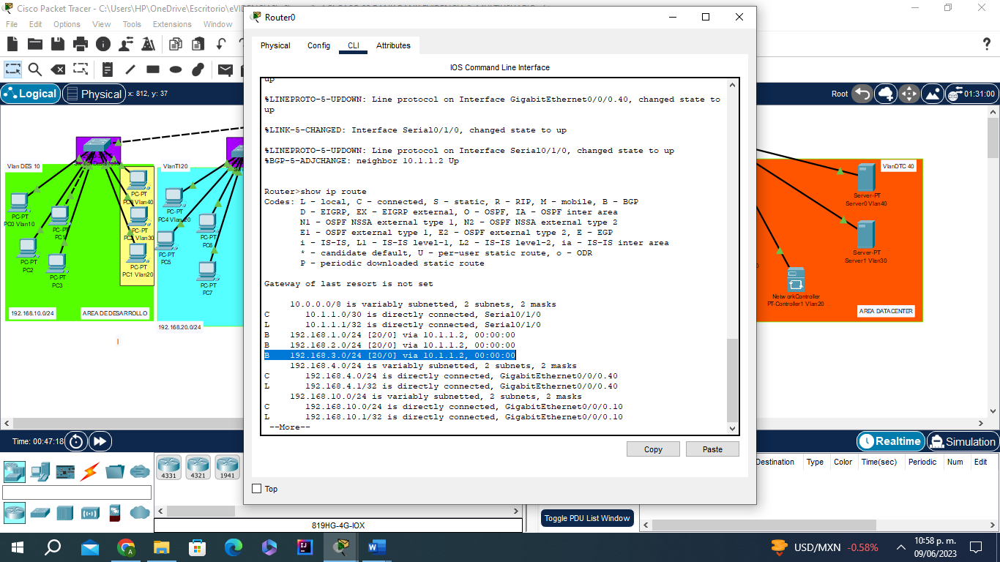 Cisco Packet Tracer - C:\Users\HP\OneDrive\Escritorio\eVIDENCIA
File Edit Options View Tools Extensions Window
Logical
Physical
x: 812, y: 37
Root
01:31:00
Router0
Physical Config CLI Attributes
IOS Command Line Interface
up
%LINEPROTO-5-UPDOWN: Line protocol on Interface GigabitEthernet0/0/0.40, changed state to
up
%LINK-5-CHANGED: Interface Serial0/1/0, changed state to up
%LINEPROTO-5-UPDOWN: Line protocol on Interface Serial0/1/0, changed state to up
%BGP-5-ADJCHANGE: neighbor 10.1.1.2 Up
Router>show ip route
Codes: L - local, C - connected, S - static, R - RIP, M - mobile, B - BGP
D - EIGRP, EX - EIGRP external, O - OSPF, IA - OSPF inter area
N1 - OSPF NSSA external type 1, N2 - OSPF NSSA external type 2
E1 - OSPF external type 1, E2 - OSPF external type 2, E - EGP
i - IS-IS, L1 - IS-IS level-1, L2 - IS-IS level-2, ia - IS-IS inter area
* - candidate default, U - per-user static route, o - ODR
P - periodic downloaded static route
Gateway of last resort is not set
10.0.0.0/8 is variably subnetted, 2 subnets, 2 masks
C 10.1.1.0/30 is directly connected, Serial0/1/0
L 10.1.1.1/32 is directly connected, Serial0/1/0
B 192.168.1.0/24 [20/0] via 10.1.1.2, 00:00:00
B 192.168.2.0/24 [20/0] via 10.1.1.2, 00:00:00
B 192.168.3.0/24 [20/0] via 10.1.1.2, 00:00:00
192.168.4.0/24 is variably subnetted, 2 subnets, 2 masks
C 192.168.4.0/24 is directly connected, GigabitEthernet0/0/0.40
L 192.168.4.1/32 is directly connected, GigabitEthernet0/0/0.40
192.168.10.0/24 is variably subnetted, 2 subnets, 2 masks
C 192.168.10.0/24 is directly connected, GigabitEthernet0/0/0.10
L 192.168.10.1/32 is directly connected, GigabitEthernet0/0/0.10
--More--
Copy
Paste
Top
Vlan DES 10
PC-PT
PC0 Vlan10
PC-PT
PC1
PC-PT
PC2
PC-PT
PC3
PC-PT
Vlan40
PC-PT
Vlan30
PC-PT
PC1 Vlan20
192.168.10.0/24
AREA DE DESARROLLO
VlanTI 20
PC-PT
PC4 Vlan 20
PC-PT
PC5
PC-PT
PC6
PC-PT
PC7
192.168.20.0/24
VlanDTC 40
Server-PT
Server0 Vlan40
Server-PT
Server1 Vlan30
NetworkController
PT-Controller1 Vlan20
AREA DATACENTER
Time: 00:47:18
Realtime
Simulation
4331
4321
1941
819HG-4G-IOX
Toggle PDU List Window
Destination Type Color Time(sec) Periodic Num Edit
USD/MXN -0.58%
10:58 p. m.
09/06/2023